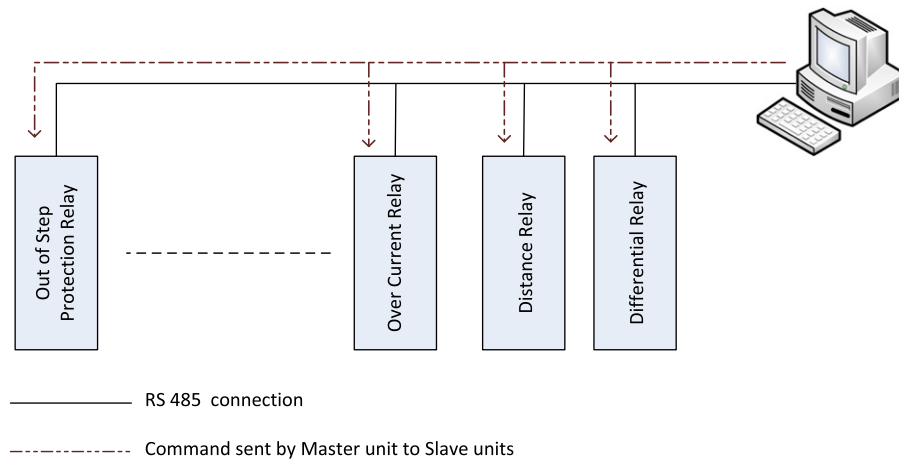 Out of Step
Protection Relay
Over Current Relay
Distance Relay
Differential Relay
RS 485 connection
Command sent by Master unit to Slave units